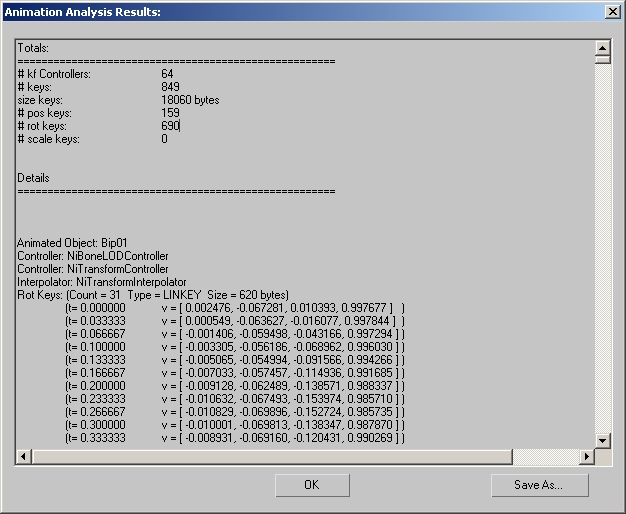 Animation Analysis Results:
Totals:
=====================================================
# kf Controllers: 64
# keys: 849
size keys: 18060 bytes
# pos keys: 159
# rot keys: 690
# scale keys: 0
Details
=====================================================
Animated Object: Bip01
Controller: NiBoneLODController
Controller: NiTransformController
Interpolator: NiTransformInterpolator
Rot Keys: (Count = 31 Type = LINKEY Size = 620 bytes)
(t= 0.000000 v = [ 0.002476, -0.067281, 0.010393, 0.997677 ] )
(t= 0.033333 v = [ 0.000549, -0.063627, -0.016077, 0.997844 ] )
(t= 0.066667 v = [ -0.001406, -0.059498, -0.043166, 0.997294 ] )
(t= 0.100000 v = [ -0.003305, -0.056186, -0.068962, 0.996030 ] )
(t= 0.133333 v = [ -0.005065, -0.054994, -0.091566, 0.994266 ] )
(t= 0.166667 v = [ -0.007033, -0.057457, -0.114936, 0.991685 ] )
(t= 0.200000 v = [ -0.009128, -0.062489, -0.138571, 0.988337 ] )
(t= 0.233333 v = [ -0.010632, -0.067493, -0.153974, 0.985710 ] )
(t= 0.266667 v = [ -0.010829, -0.069896, -0.152724, 0.985735 ] )
(t= 0.300000 v = [ -0.010001, -0.069813, -0.138347, 0.987870 ] )
(t= 0.333333 v = [ -0.008931, -0.069160, -0.120431, 0.990269 ] )
OK Save As...